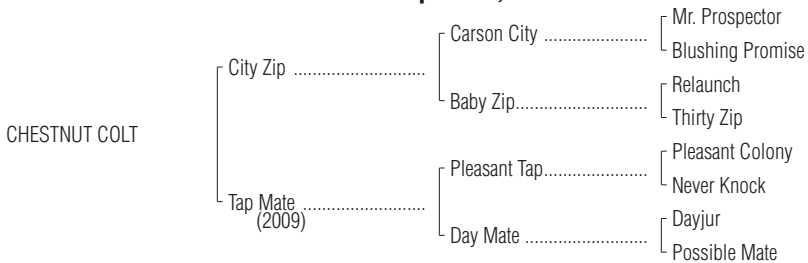 Mr. Prospector
Carson City ......................
Blushing Promise
City Zip ............................
Relaunch
Baby Zip............................
Thirty Zip
CHESTNUT COLT
Pleasant Colony
Pleasant Tap......................
Never Knock
Tap Mate ..........................
(2009)
Dayjur
Day Mate ..........................
Possible Mate